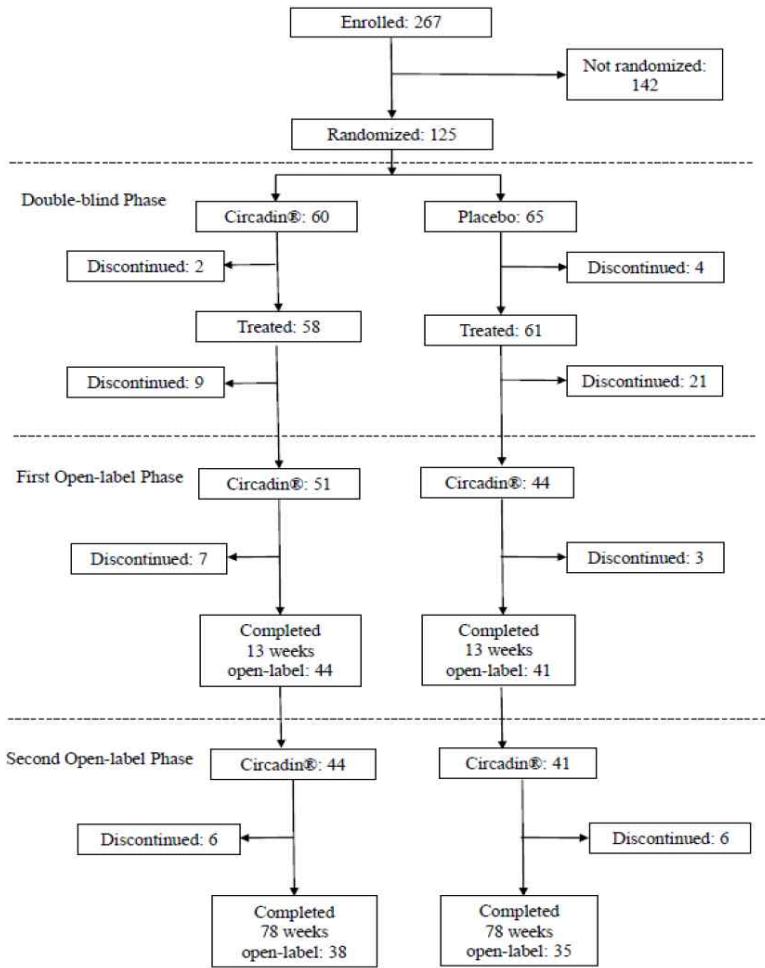 Enrolled: 267
Not randomized:
142
Randomized: 125
Double-blind Phase
Circadin®: 60
Placebo: 65
Discontinued: 2
Discontinued: 4
Treated: 58
Treated: 61
Discontinued: 9
Discontinued: 21
First Open-label Phase
Circadin®: 51
Circadin®: 44
Discontinued: 7
Discontinued: 3
Completed
13 weeks
open-label: 44
Completed
13 weeks
open-label: 41
Second Open-label Phase
Circadin®: 44
Circadin®: 41
Discontinued: 6
Discontinued: 6
Completed
78 weeks
open-label: 38
Completed
78 weeks
open-label: 35